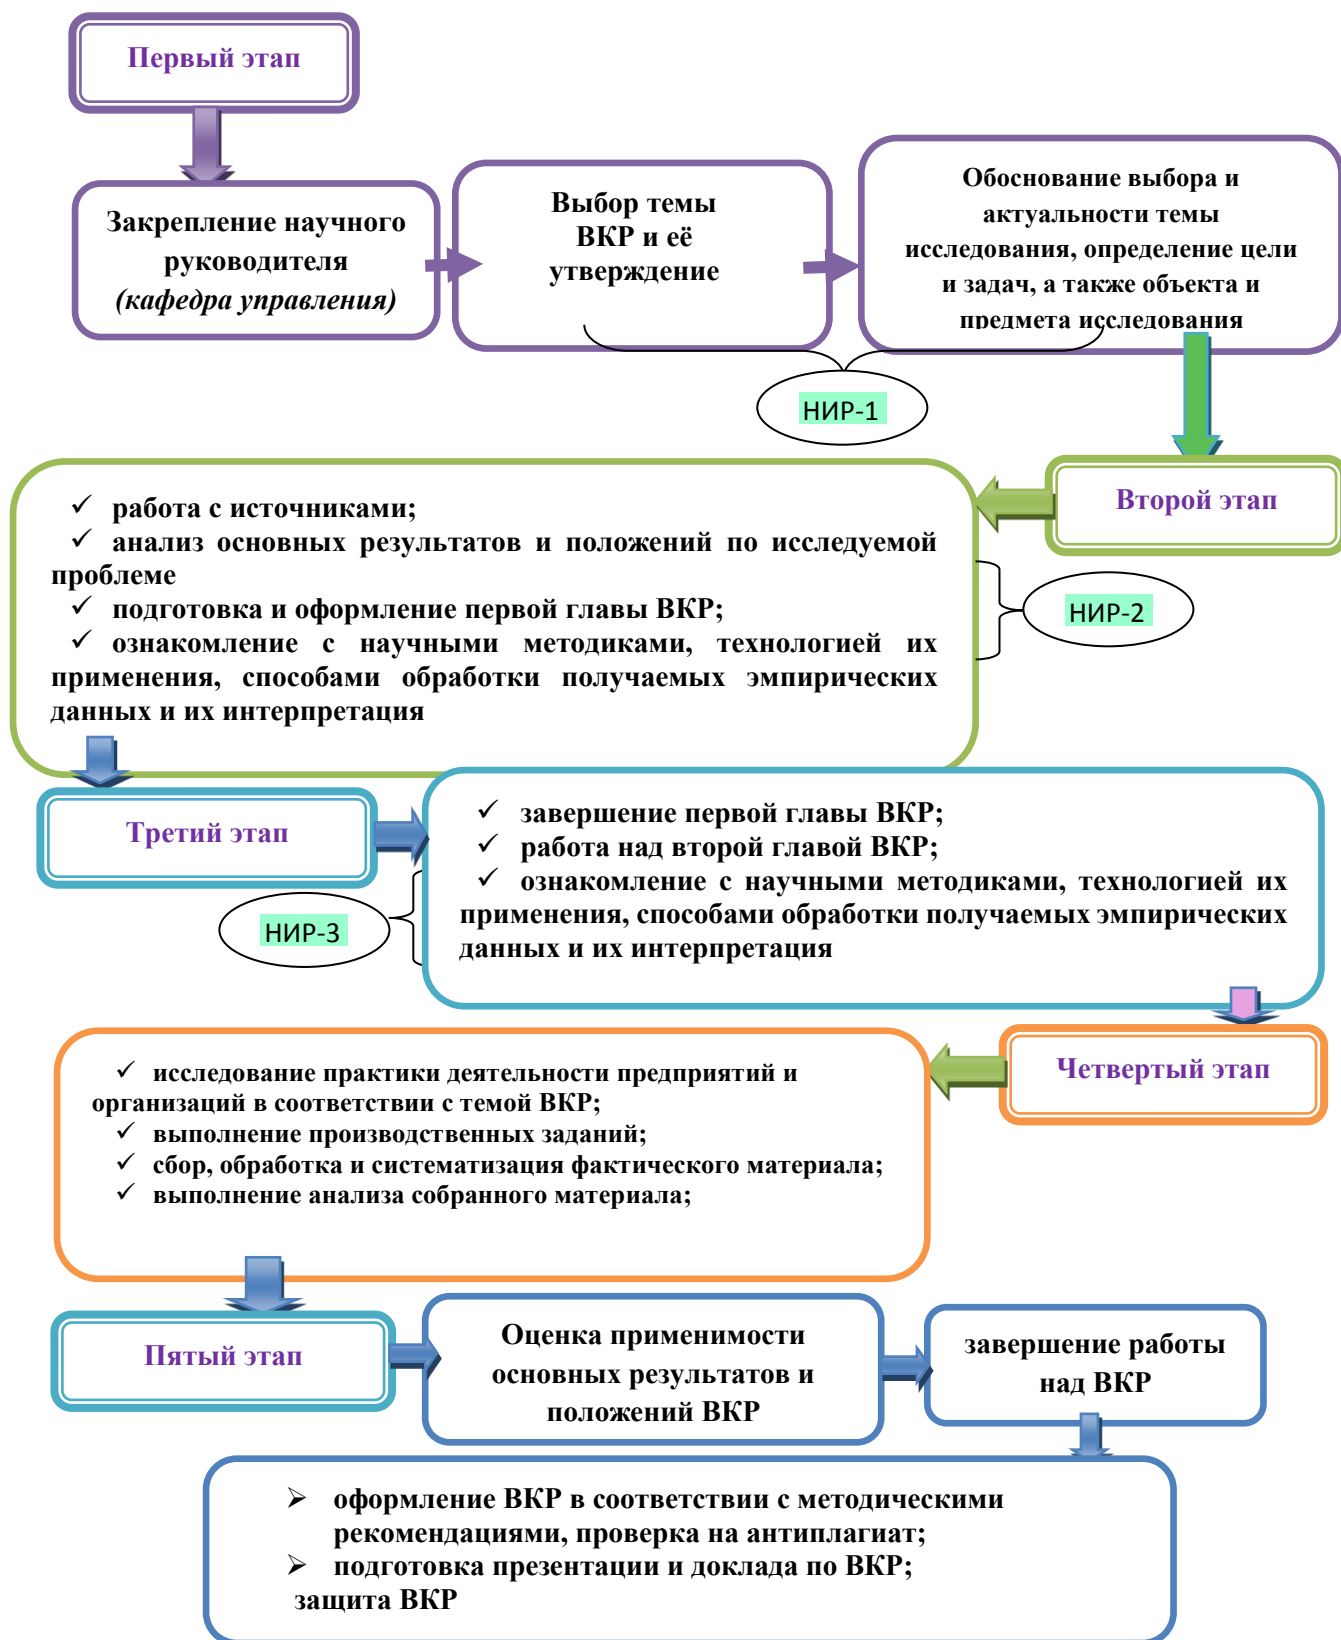 Первый этап
Закрепление научного
руководителя
(кафедра управления)
Выбор темы
ВКР и её
утверждение
Обоснование выбора и
актуальности темы
исследования, определение цели
и задач, а также объекта и
предмета исследования
НИР-1
Второй этап
✓ работа с источниками;
✓ анализ основных результатов и положений по исследуемой
проблеме
✓ подготовка и оформление первой главы ВКР;
✓ ознакомление с научными методиками, технологией их
применения, способами обработки получаемых эмпирических
данных и их интерпретация
НИР-2
Третий этап
✓ завершение первой главы ВКР;
✓ работа над второй главой ВКР;
✓ ознакомление с научными методиками, технологией их
применения, способами обработки получаемых эмпирических
данных и их интерпретация
НИР-3
Четвертый этап
✓ исследование практики деятельности предприятий и
организаций в соответствии с темой ВКР;
✓ выполнение производственных заданий;
✓ сбор, обработка и систематизация фактического материала;
✓ выполнение анализа собранного материала;
Пятый этап
Оценка применимости
основных результатов и
положений ВКР
завершение работы
над ВКР
➢ оформление ВКР в соответствии с методическими
рекомендациями, проверка на антиплагиат;
➢ подготовка презентации и доклада по ВКР;
защита ВКР